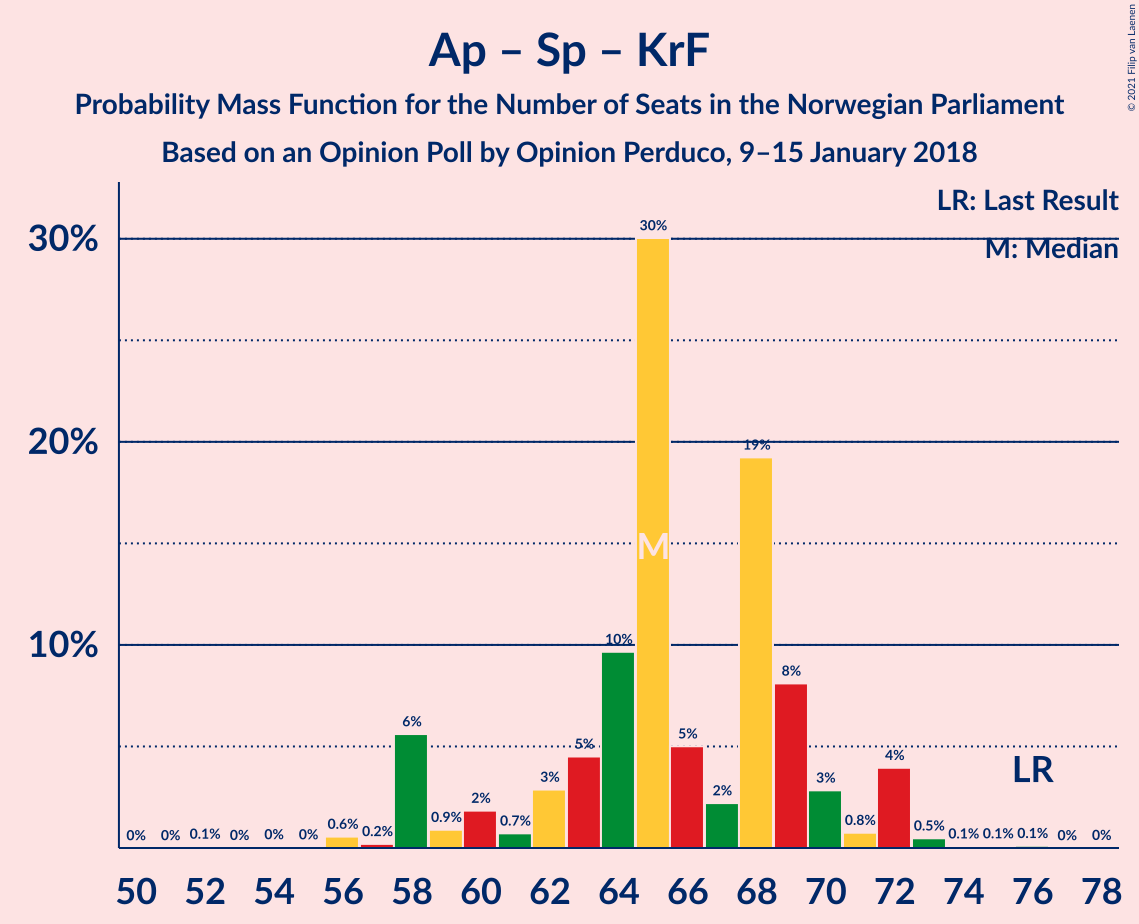 Ap – Sp – KrF
Probability Mass Function for the Number of Seats in the Norwegian Parliament
Based on an Opinion Poll by Opinion Perduco, 9–15 January 2018
© 2021 Filip van Laenen
LR: Last Result
M: Median
30%
20%
10%
0% 0% 0.1% 0% 0% 0% 0.6% 0.2% 6% 0.9% 2% 0.7% 3% 5% 10% 30% 5% 2% 19% 8% 3% 0.8% 4% 0.5% 0.1% 0.1% 0.1% 0% 0%
M
LR
50 52 54 56 58 60 62 64 66 68 70 72 74 76 78